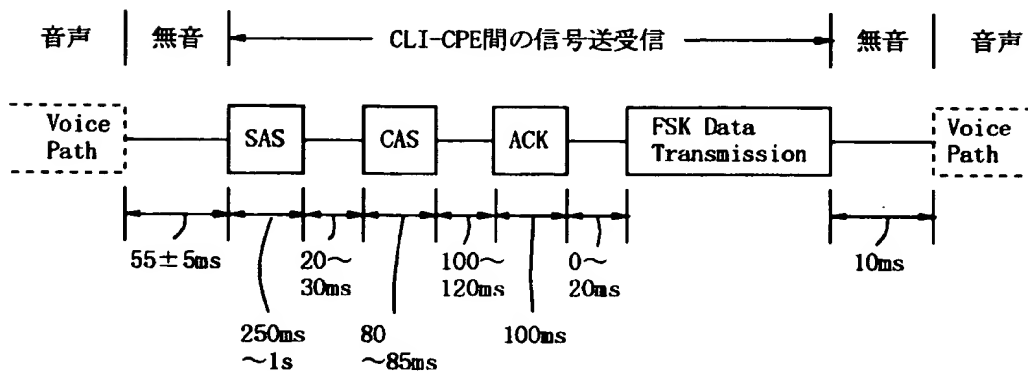 音声 無音 CLI-CPE間の信号送受信 無音 音声
Voice
Path
SAS
CAS
ACK
FSK Data
Transmission
Voice
Path
55±5ms
20～
30ms
100～
120ms
0～
20ms
10ms
250ms
～1s
80
～85ms
100ms